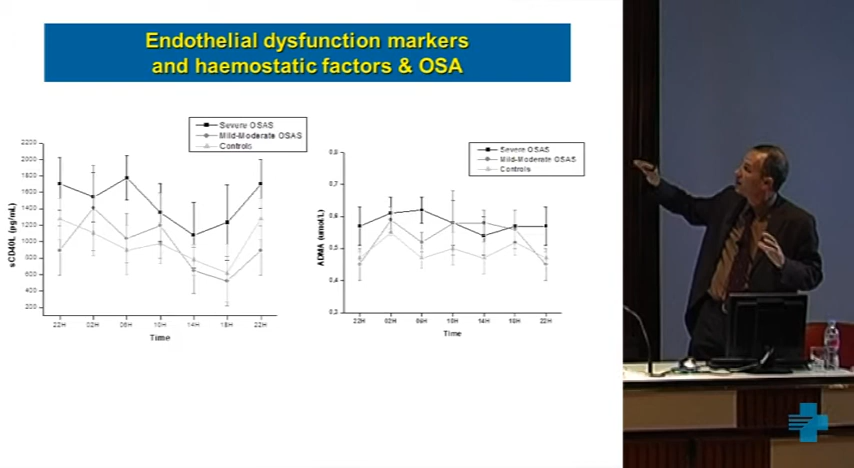 Endothelial dysfunction markers
and haemostatic factors & OSA
Severe OSAS
Mild-Moderate OSAS
Controls
2200
2000
1800
1600
1400
1200
1000
800
600
400
200
sCD40L (pg/mL)
22H 02H 06H 10H 14H 18H 22H
Time
Severe OSAS
Mild-Moderate OSAS
Controls
0,8
0,7
0,6
0,5
0,4
0,3
0,2
ADMA (umol/L)
22H 02H 06H 10H 14H 18H 22H
Time